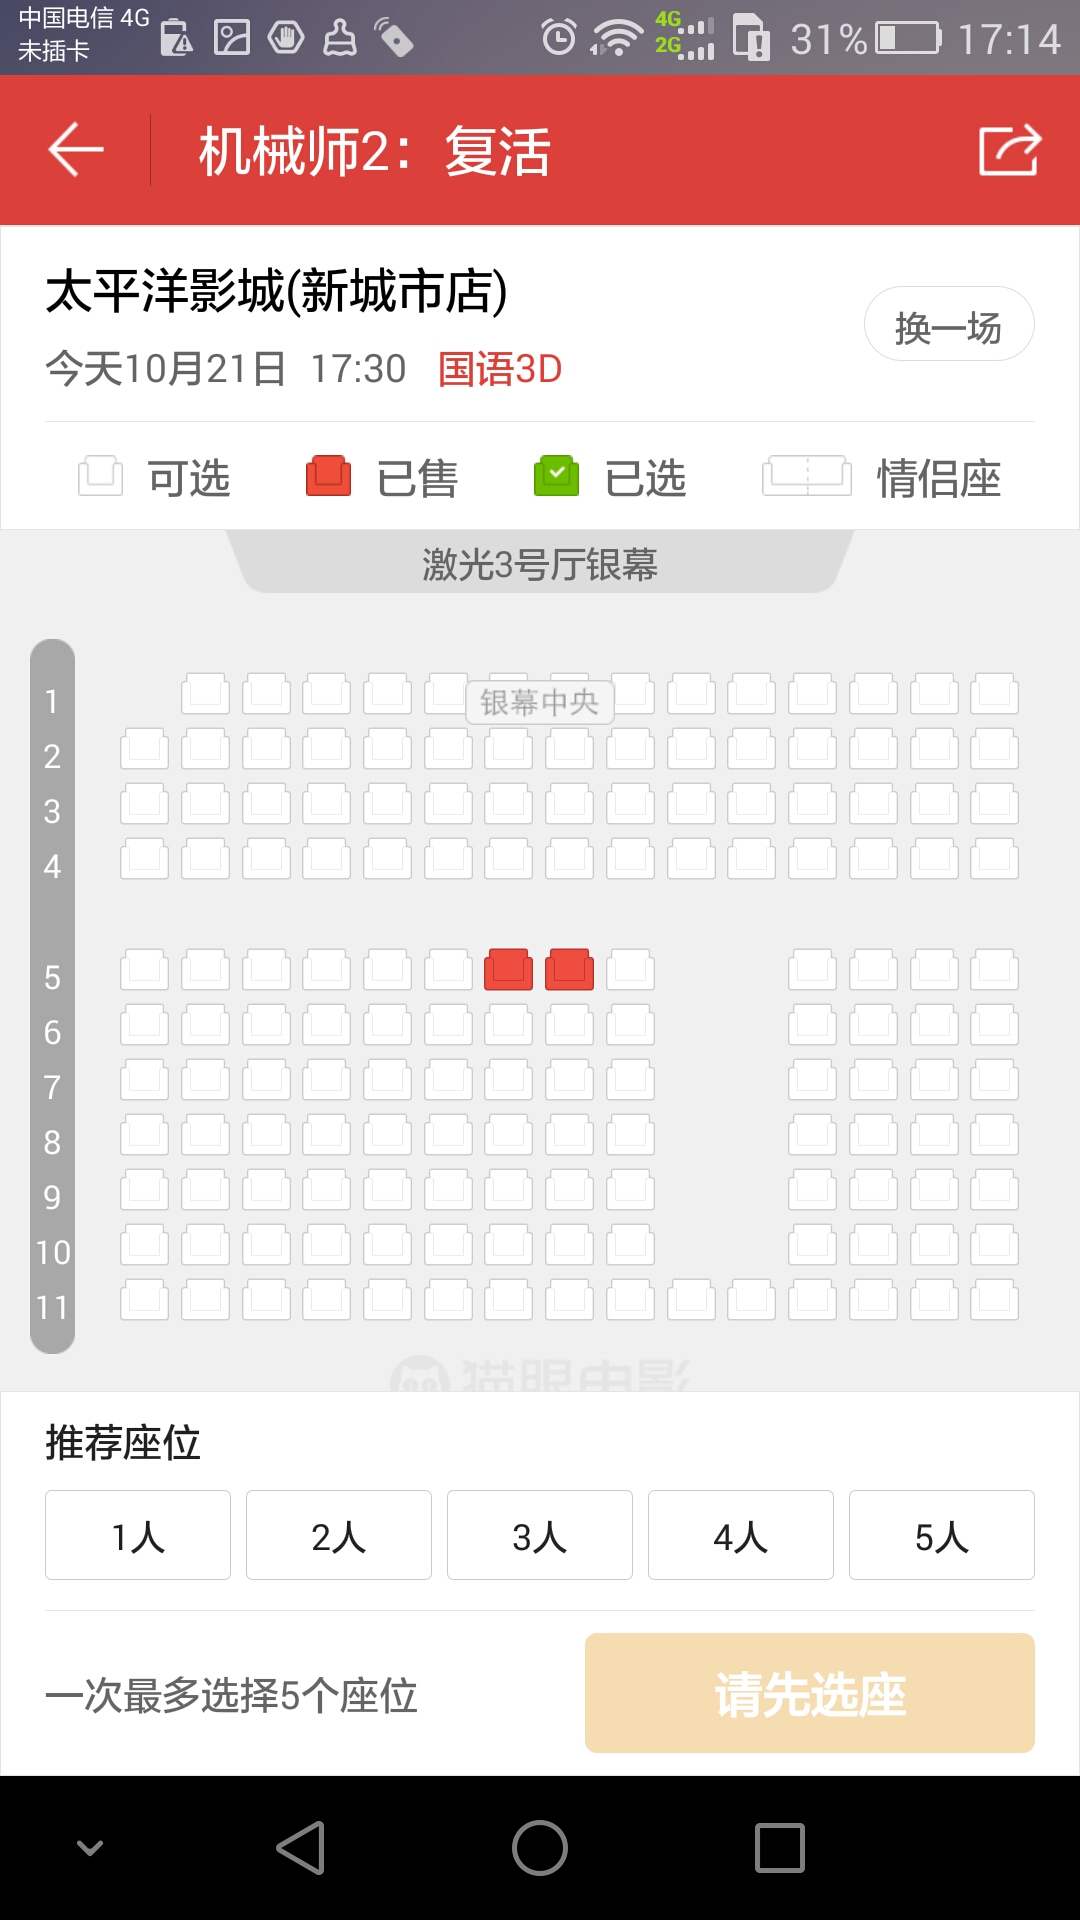 中国电信 4G
未插卡
4G
2G
31%
17:14
机械师2：复活
太平洋影城(新城市店)
今天10月21日 17:30 国语3D
换一场
可选 已售 已选 情侣座
激光3号厅银幕
银幕中央
1
2
3
4
5
6
7
8
9
10
11
猫眼电影
推荐座位
1人 2人 3人 4人 5人
一次最多选择5个座位
请先选座